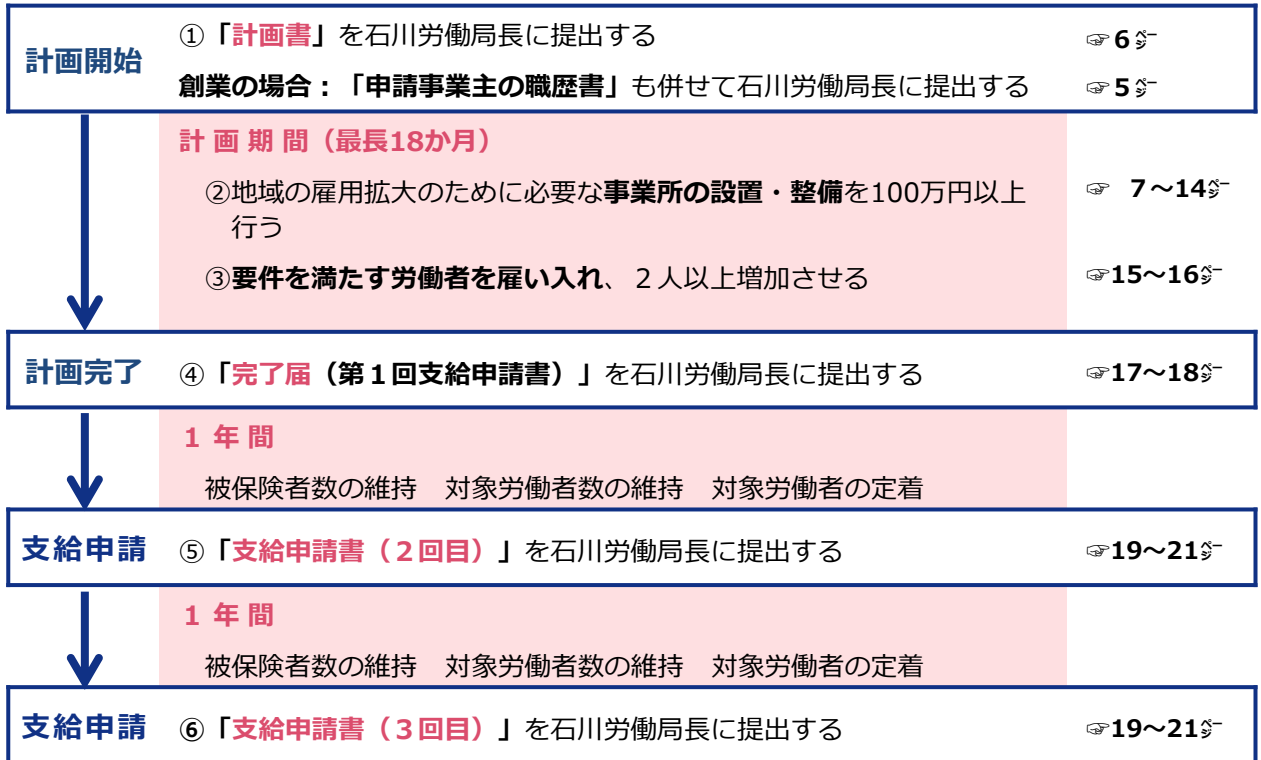 計画開始
①「計画書」を石川労働局長に提出する ☞6㌻
創業の場合：「申請事業主の職歴書」も併せて石川労働局長に提出する ☞5㌻
計 画 期 間（最長18か月）
②地域の雇用拡大のために必要な事業所の設置・整備を100万円以上 ☞ 7～14㌻
行う
③要件を満たす労働者を雇い入れ、２人以上増加させる ☞15～16㌻
計画完了 ④「完了届（第１回支給申請書）」を石川労働局長に提出する ☞17～18㌻
１ 年 間
被保険者数の維持　対象労働者数の維持　対象労働者の定着
支給申請 ⑤「支給申請書（２回目）」を石川労働局長に提出する ☞19～21㌻
１ 年 間
被保険者数の維持　対象労働者数の維持　対象労働者の定着
支給申請 ⑥「支給申請書（３回目）」を石川労働局長に提出する ☞19～21㌻